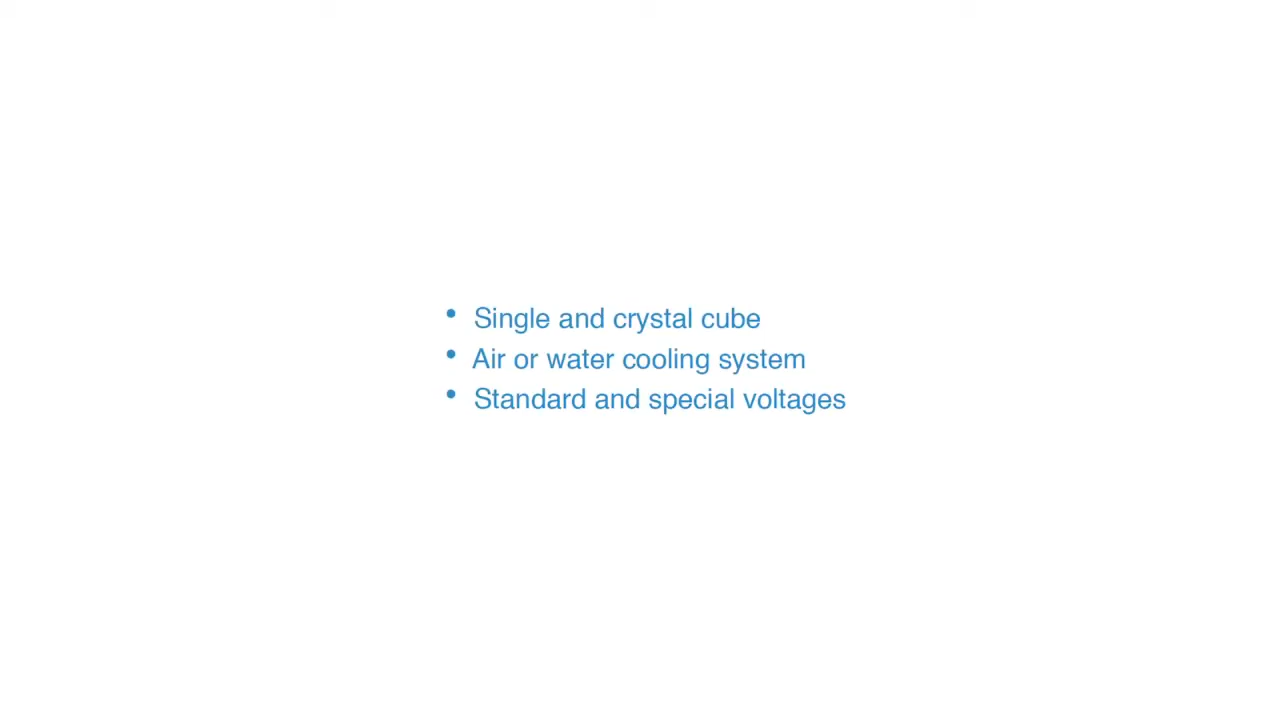 • Single and crystal cube
• Air or water cooling system
• Standard and special voltages